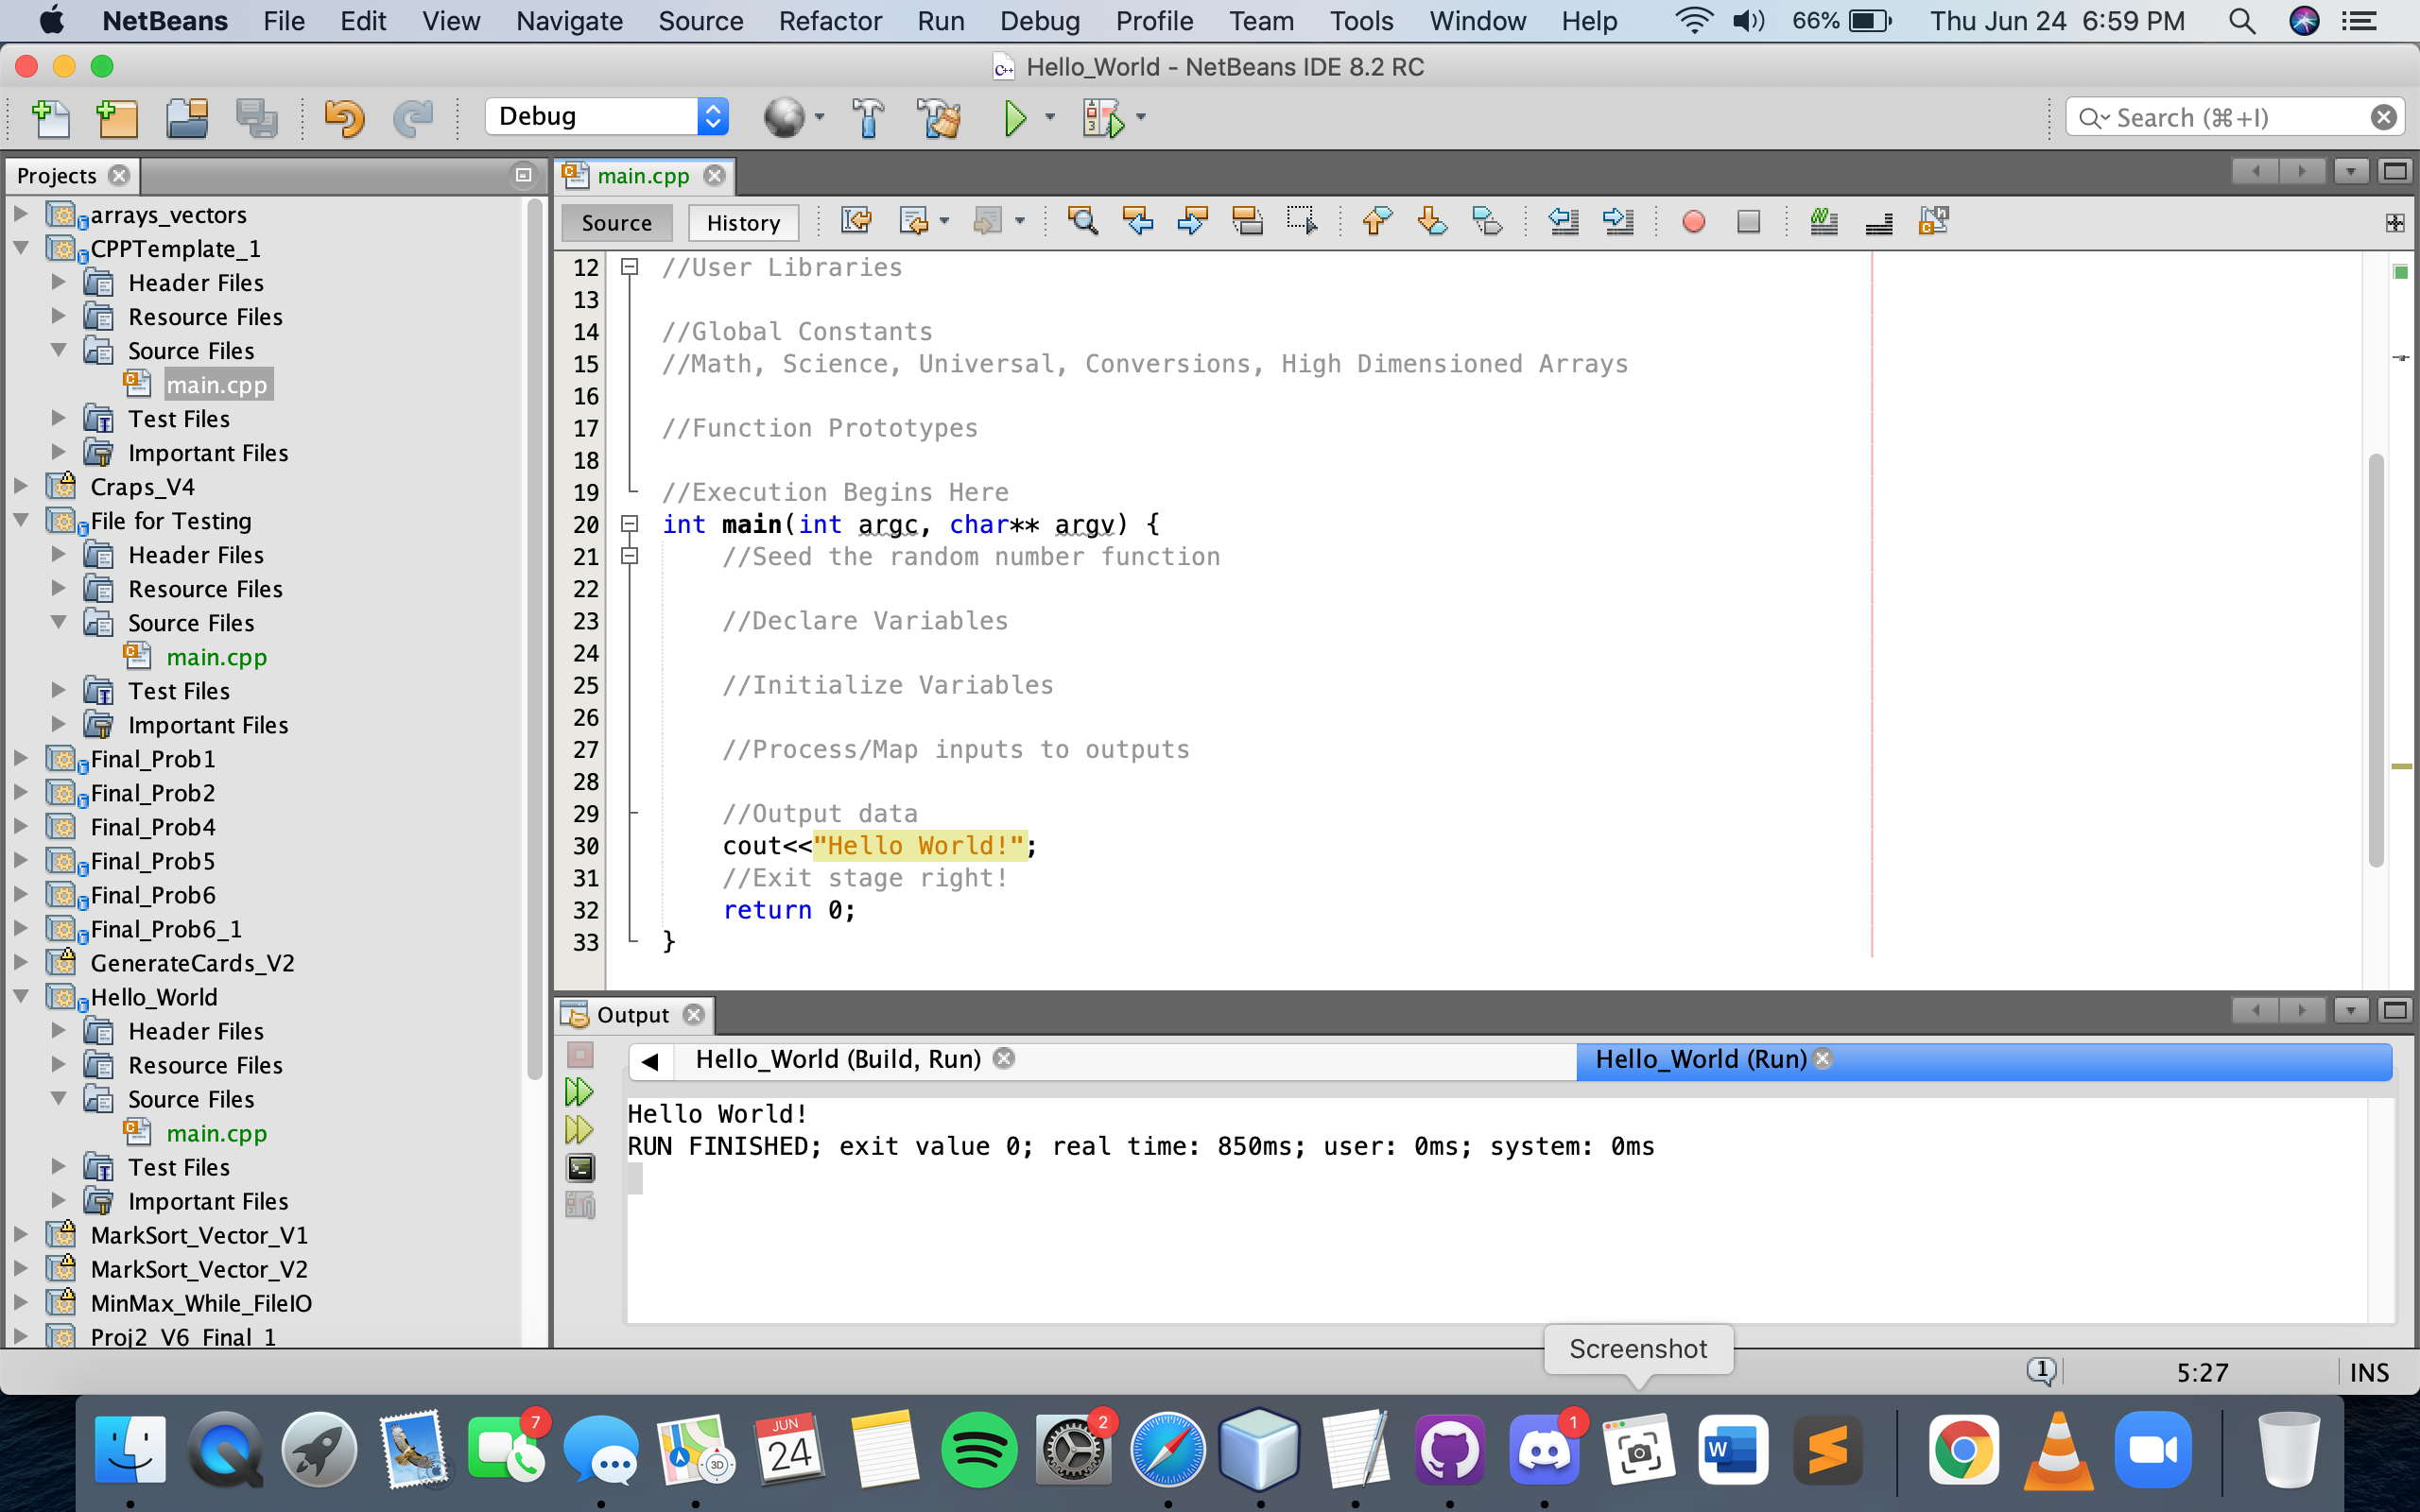 NetBeans File Edit View Navigate Source Refactor Run Debug Profile Team Tools Window Help 66% Thu Jun 24 6:59 PM
Hello_World - NetBeans IDE 8.2 RC
Debug Search (⌘+I)
Projects
arrays_vectors
CPPTemplate_1
Header Files
Resource Files
Source Files
main.cpp
Test Files
Important Files
Craps_V4
File for Testing
Header Files
Resource Files
Source Files
main.cpp
Test Files
Important Files
Final_Prob1
Final_Prob2
Final_Prob4
Final_Prob5
Final_Prob6
Final_Prob6_1
GenerateCards_V2
Hello_World
Header Files
Resource Files
Source Files
main.cpp
Test Files
Important Files
MarkSort_Vector_V1
MarkSort_Vector_V2
MinMax_While_FileIO
Proj2_V6_Final_1
main.cpp
Source History
12 //User Libraries
13
14 //Global Constants
15 //Math, Science, Universal, Conversions, High Dimensioned Arrays
16
17 //Function Prototypes
18
19 //Execution Begins Here
20 int main(int argc, char** argv) {
21 //Seed the random number function
22
23 //Declare Variables
24
25 //Initialize Variables
26
27 //Process/Map inputs to outputs
28
29 //Output data
30 cout<<"Hello World!";
31 //Exit stage right!
32 return 0;
33 }
Output
Hello_World (Build, Run) Hello_World (Run)
Hello World!
RUN FINISHED; exit value 0; real time: 850ms; user: 0ms; system: 0ms
Screenshot
1 5:27 INS
7
JUN
24
2
1
3D
W